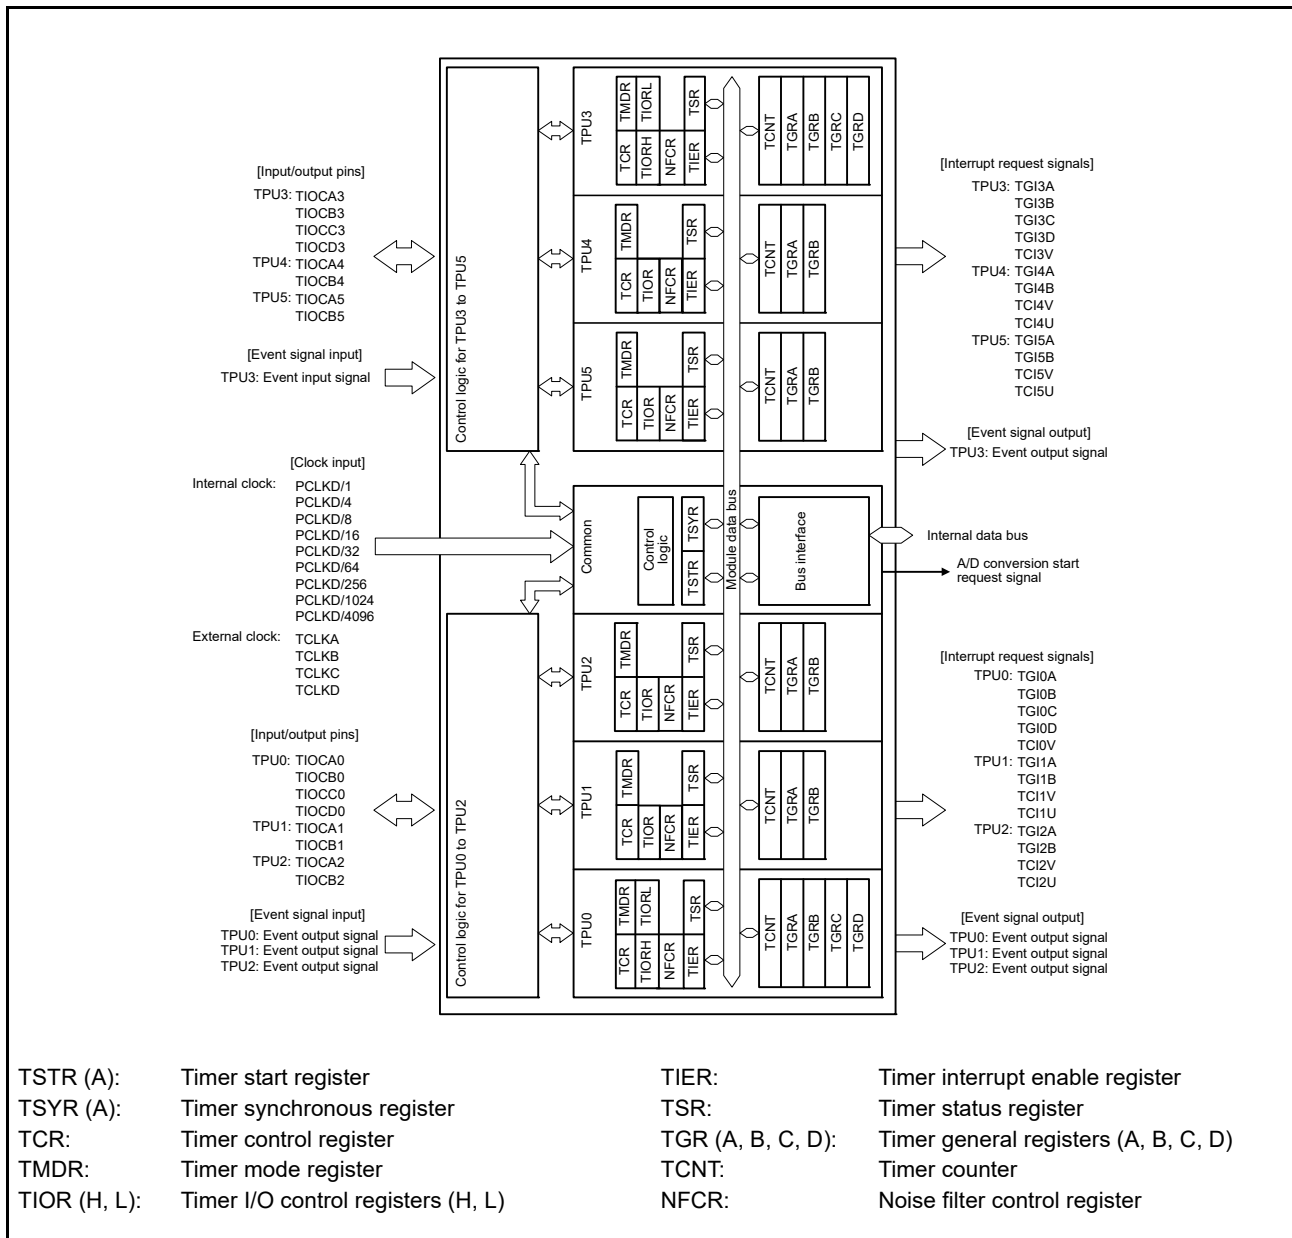 [Input/output pins]
TPU3: TIOCA3
TIOCB3
TIOCC3
TIOCD3
TPU4: TIOCA4
TIOCB4
TPU5: TIOCA5
TIOCB5
[Event signal input]
TPU3: Event input signal
[Clock input]
Internal clock: PCLKD/1
PCLKD/4
PCLKD/8
PCLKD/16
PCLKD/32
PCLKD/64
PCLKD/256
PCLKD/1024
PCLKD/4096
External clock: TCLKA
TCLKB
TCLKC
TCLKD
[Input/output pins]
TPU0: TIOCA0
TIOCB0
TIOCC0
TIOCD0
TPU1: TIOCA1
TIOCB1
TPU2: TIOCA2
TIOCB2
[Event signal input]
TPU0: Event output signal
TPU1: Event output signal
TPU2: Event output signal
Control logic for TPU3 to TPU5
Control logic for TPU0 to TPU2
TPU3
TMDR
TIORL
TSR
TCR
TIORH
NFCR
TIER
TCNT
TGRA
TGRB
TGRC
TGRD
TPU4
TMDR
TSR
TCR
TIOR
NFCR
TIER
TCNT
TGRA
TGRB
TPU5
TMDR
TSR
TCR
TIOR
NFCR
TIER
TCNT
TGRA
TGRB
Common
Control
logic
TSYR
TSTR
Module data bus
Bus interface
TPU2
TMDR
TSR
TCR
TIOR
NFCR
TIER
TCNT
TGRA
TGRB
TPU1
TMDR
TSR
TCR
TIOR
NFCR
TIER
TCNT
TGRA
TGRB
TPU0
TMDR
TIORL
TSR
TCR
TIORH
NFCR
TIER
TCNT
TGRA
TGRB
TGRC
TGRD
[Interrupt request signals]
TPU3: TGI3A
TGI3B
TGI3C
TGI3D
TCI3V
TPU4: TGI4A
TGI4B
TCI4V
TCI4U
TPU5: TGI5A
TGI5B
TCI5V
TCI5U
[Event signal output]
TPU3: Event output signal
Internal data bus
A/D conversion start
request signal
[Interrupt request signals]
TPU0: TGI0A
TGI0B
TGI0C
TGI0D
TCI0V
TPU1: TGI1A
TGI1B
TCI1V
TCI1U
TPU2: TGI2A
TGI2B
TCI2V
TCI2U
[Event signal output]
TPU0: Event output signal
TPU1: Event output signal
TPU2: Event output signal
TSTR (A): Timer start register
TSYR (A): Timer synchronous register
TCR: Timer control register
TMDR: Timer mode register
TIOR (H, L): Timer I/O control registers (H, L)
TIER: Timer interrupt enable register
TSR: Timer status register
TGR (A, B, C, D): Timer general registers (A, B, C, D)
TCNT: Timer counter
NFCR: Noise filter control register